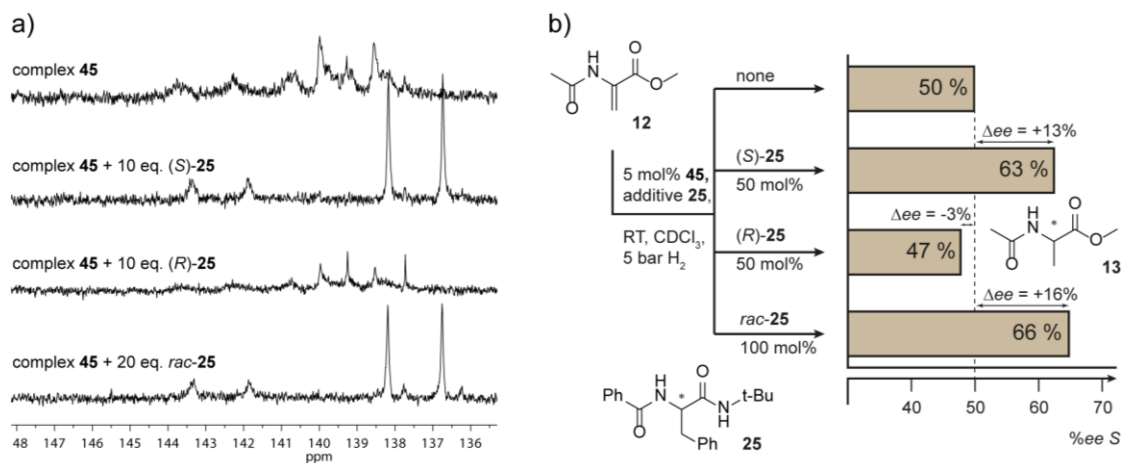 a)
complex 45
complex 45 + 10 eq. (S)-25
complex 45 + 10 eq. (R)-25
complex 45 + 20 eq. rac-25
48 147 146 145 144 143 142 141 140 139 138 137 136
ppm
b)
H
N
O
O
O
12
5 mol% 45,
additive 25,
RT, CDCl3,
5 bar H2
none
(S)-25
50 mol%
(R)-25
50 mol%
rac-25
100 mol%
50 %
Δee = +13%
63 %
Δee = -3%
47 %
Δee = +16%
66 %
H
N
*
O
O
O
13
40 50 60 70
%ee S
Ph
H
N
*
O
O
N
H
t-Bu
Ph
25